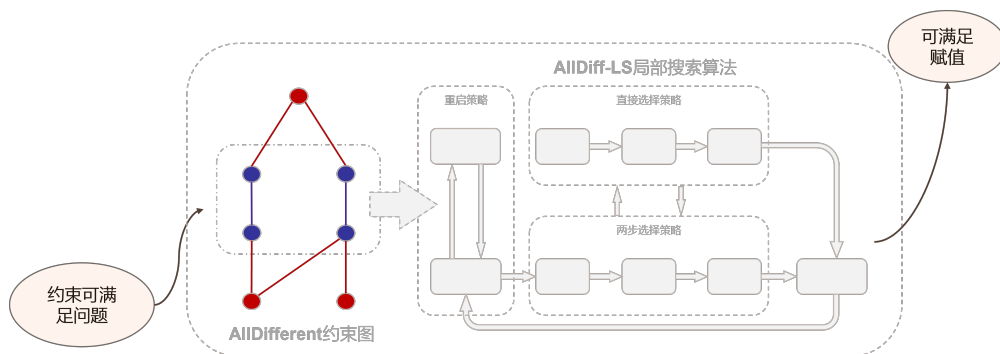 可满足
赋值
AllDiff-LS局部搜索算法
重启策略
直接选择策略
两步选择策略
约束可满
足问题
AllDifferent约束图